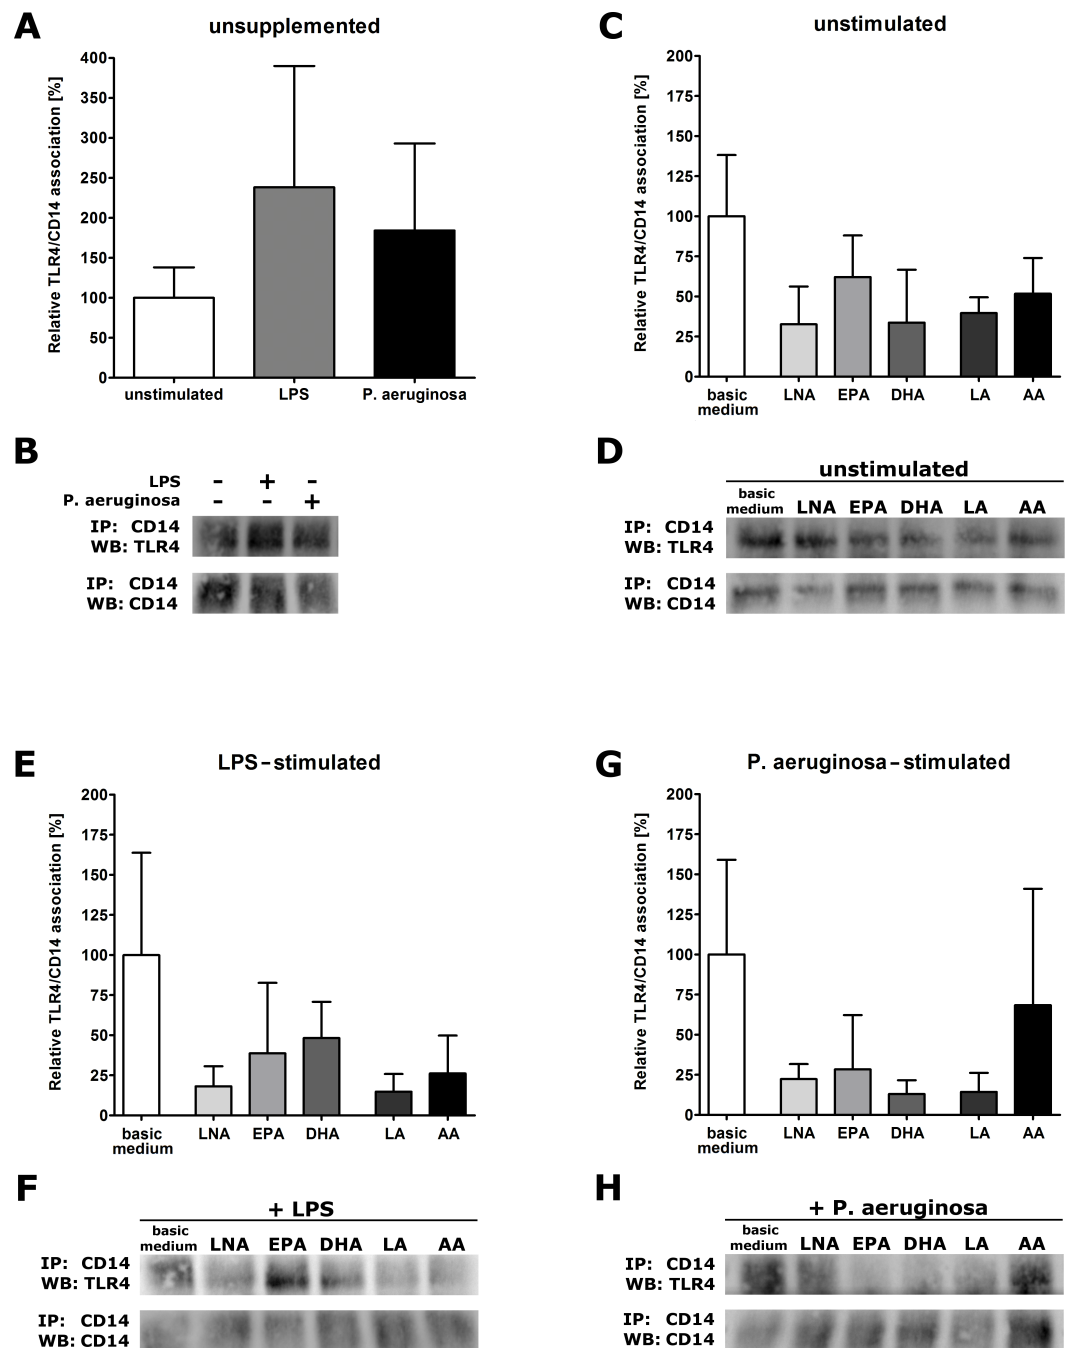 A
unsupplemented
Relative TLR4/CD14 association [%]
400
350
300
250
200
150
100
50
0
unstimulated LPS P. aeruginosa
B
LPS - + -
P. aeruginosa - - +
IP: CD14
WB: TLR4
IP: CD14
WB: CD14
C
unstimulated
Relative TLR4/CD14 association [%]
200
175
150
125
100
75
50
25
0
basic medium LNA EPA DHA LA AA
D
unstimulated
basic medium LNA EPA DHA LA AA
IP: CD14
WB: TLR4
IP: CD14
WB: CD14
E
LPS-stimulated
Relative TLR4/CD14 association [%]
200
175
150
125
100
75
50
25
0
basic medium LNA EPA DHA LA AA
F
+ LPS
basic medium LNA EPA DHA LA AA
IP: CD14
WB: TLR4
IP: CD14
WB: CD14
G
P. aeruginosa-stimulated
Relative TLR4/CD14 association [%]
200
175
150
125
100
75
50
25
0
basic medium LNA EPA DHA LA AA
H
+ P. aeruginosa
basic medium LNA EPA DHA LA AA
IP: CD14
WB: TLR4
IP: CD14
WB: CD14